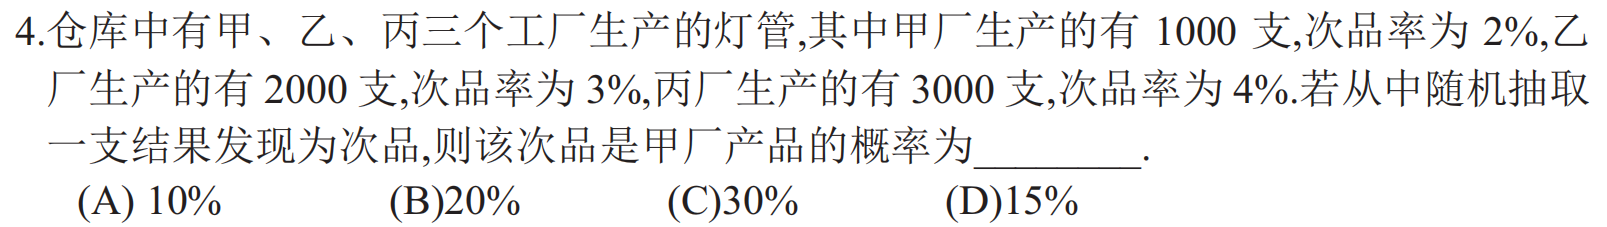 4.仓库中有甲、乙、丙三个工厂生产的灯管,其中甲厂生产的有 1000 支,次品率为 2%,乙
厂生产的有 2000 支,次品率为 3%,丙厂生产的有 3000 支,次品率为 4%.若从中随机抽取
一支结果发现为次品,则该次品是甲厂产品的概率为________.
(A) 10% (B)20% (C)30% (D)15%